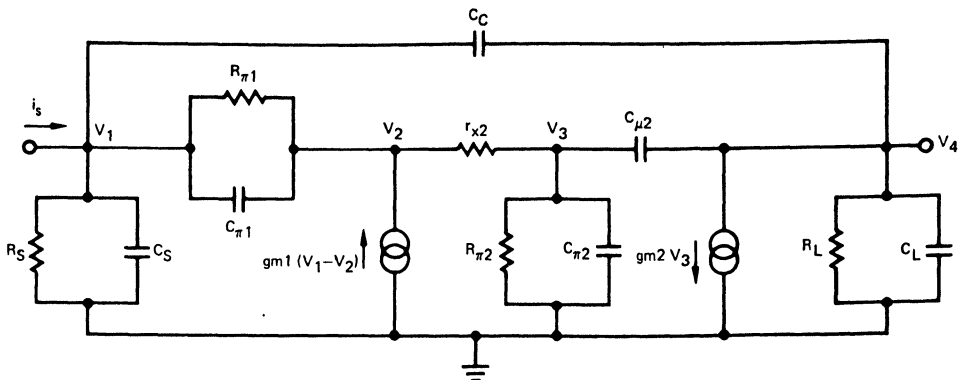 C_C
R_π1
i_s
V_1
V_2
r_x2
V_3
C_μ2
V_4
C_π1
R_S
C_S
gm1 (V_1–V_2)
R_π2
C_π2
gm2 V_3
R_L
C_L